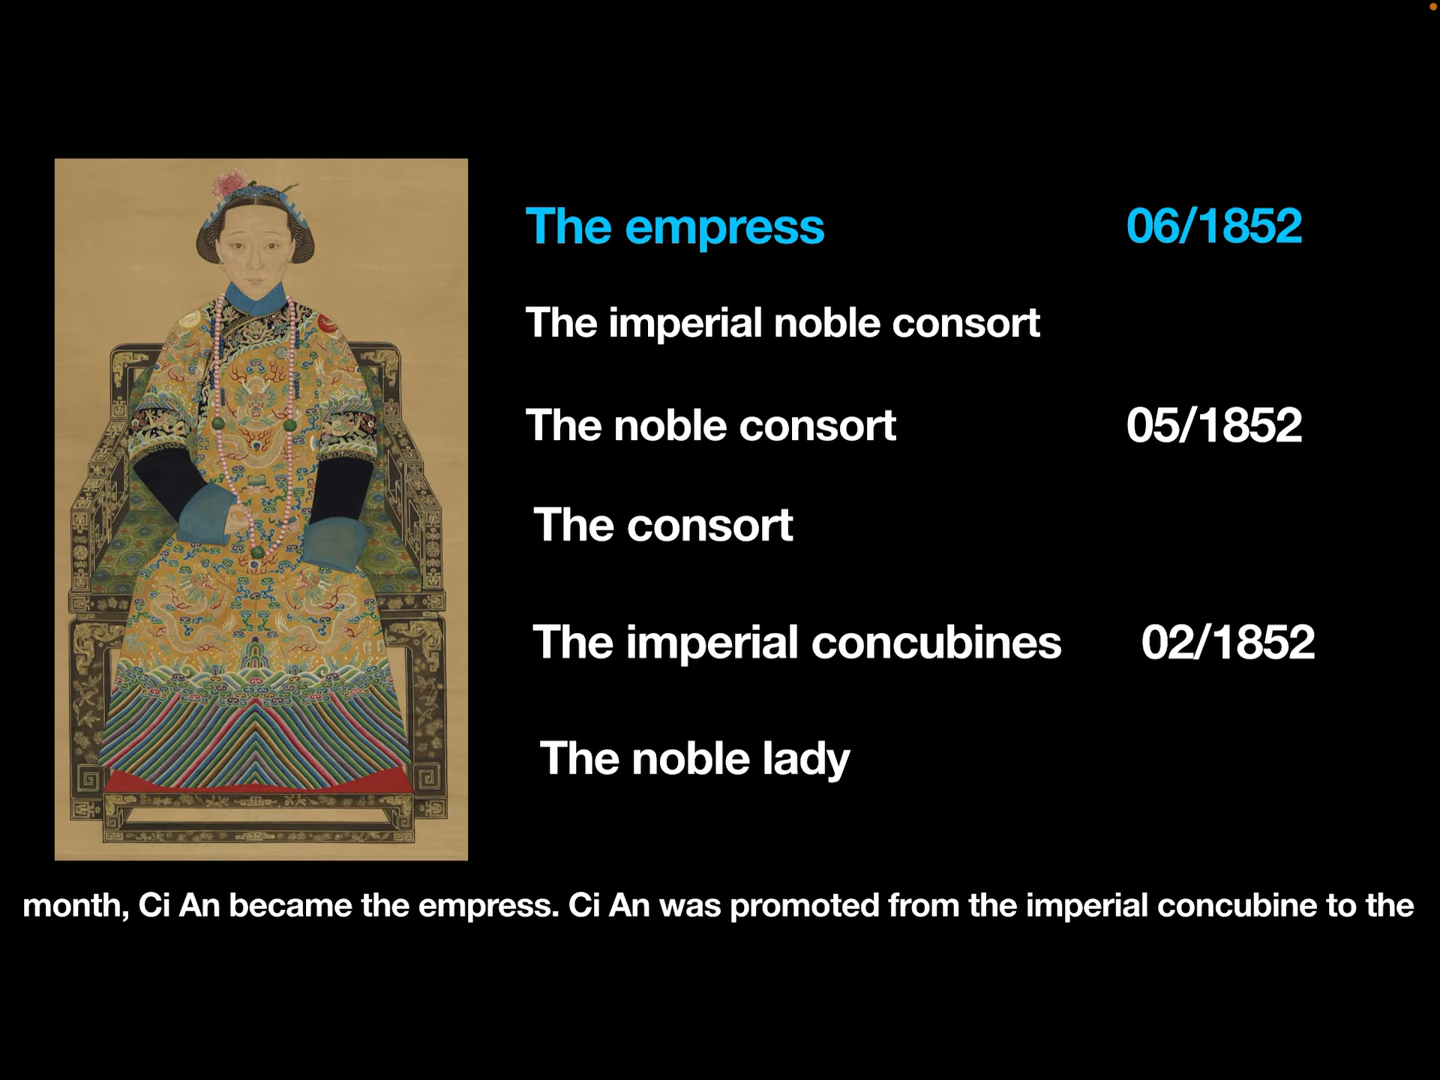 The empress 06/1852
The imperial noble consort
The noble consort 05/1852
The consort
The imperial concubines 02/1852
The noble lady
month, Ci An became the empress. Ci An was promoted from the imperial concubine to the